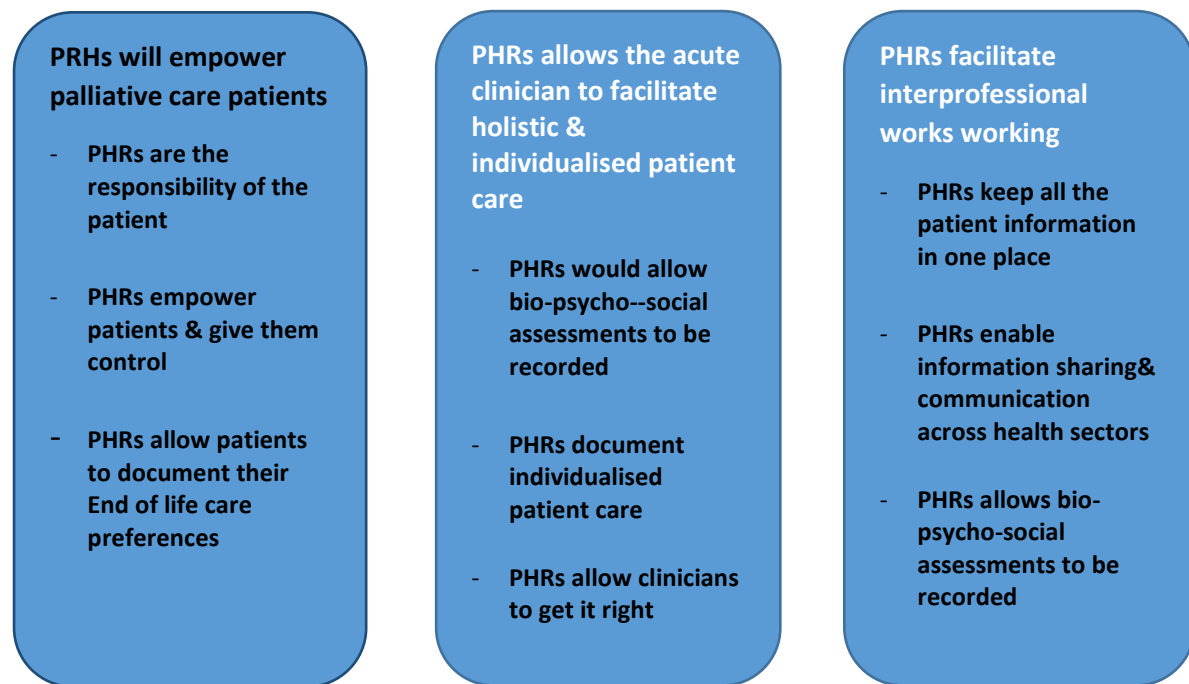 PRHs will empower
palliative care patients
- PHRs are the
responsibility of the
patient
- PHRs empower
patients & give them
control
- PHRs allow patients
to document their
End of life care
preferences
PHRs allows the acute
clinician to facilitate
holistic &
individualised patient
care
- PHRs would allow
bio-psycho--social
assessments to be
recorded
- PHRs document
individualised
patient care
- PHRs allow clinicians
to get it right
PHRs facilitate
interprofessional
works working
- PHRs keep all the
patient information
in one place
- PHRs enable
information sharing&
communication
across health sectors
- PHRs allows bio-
psycho-social
assessments to be
recorded